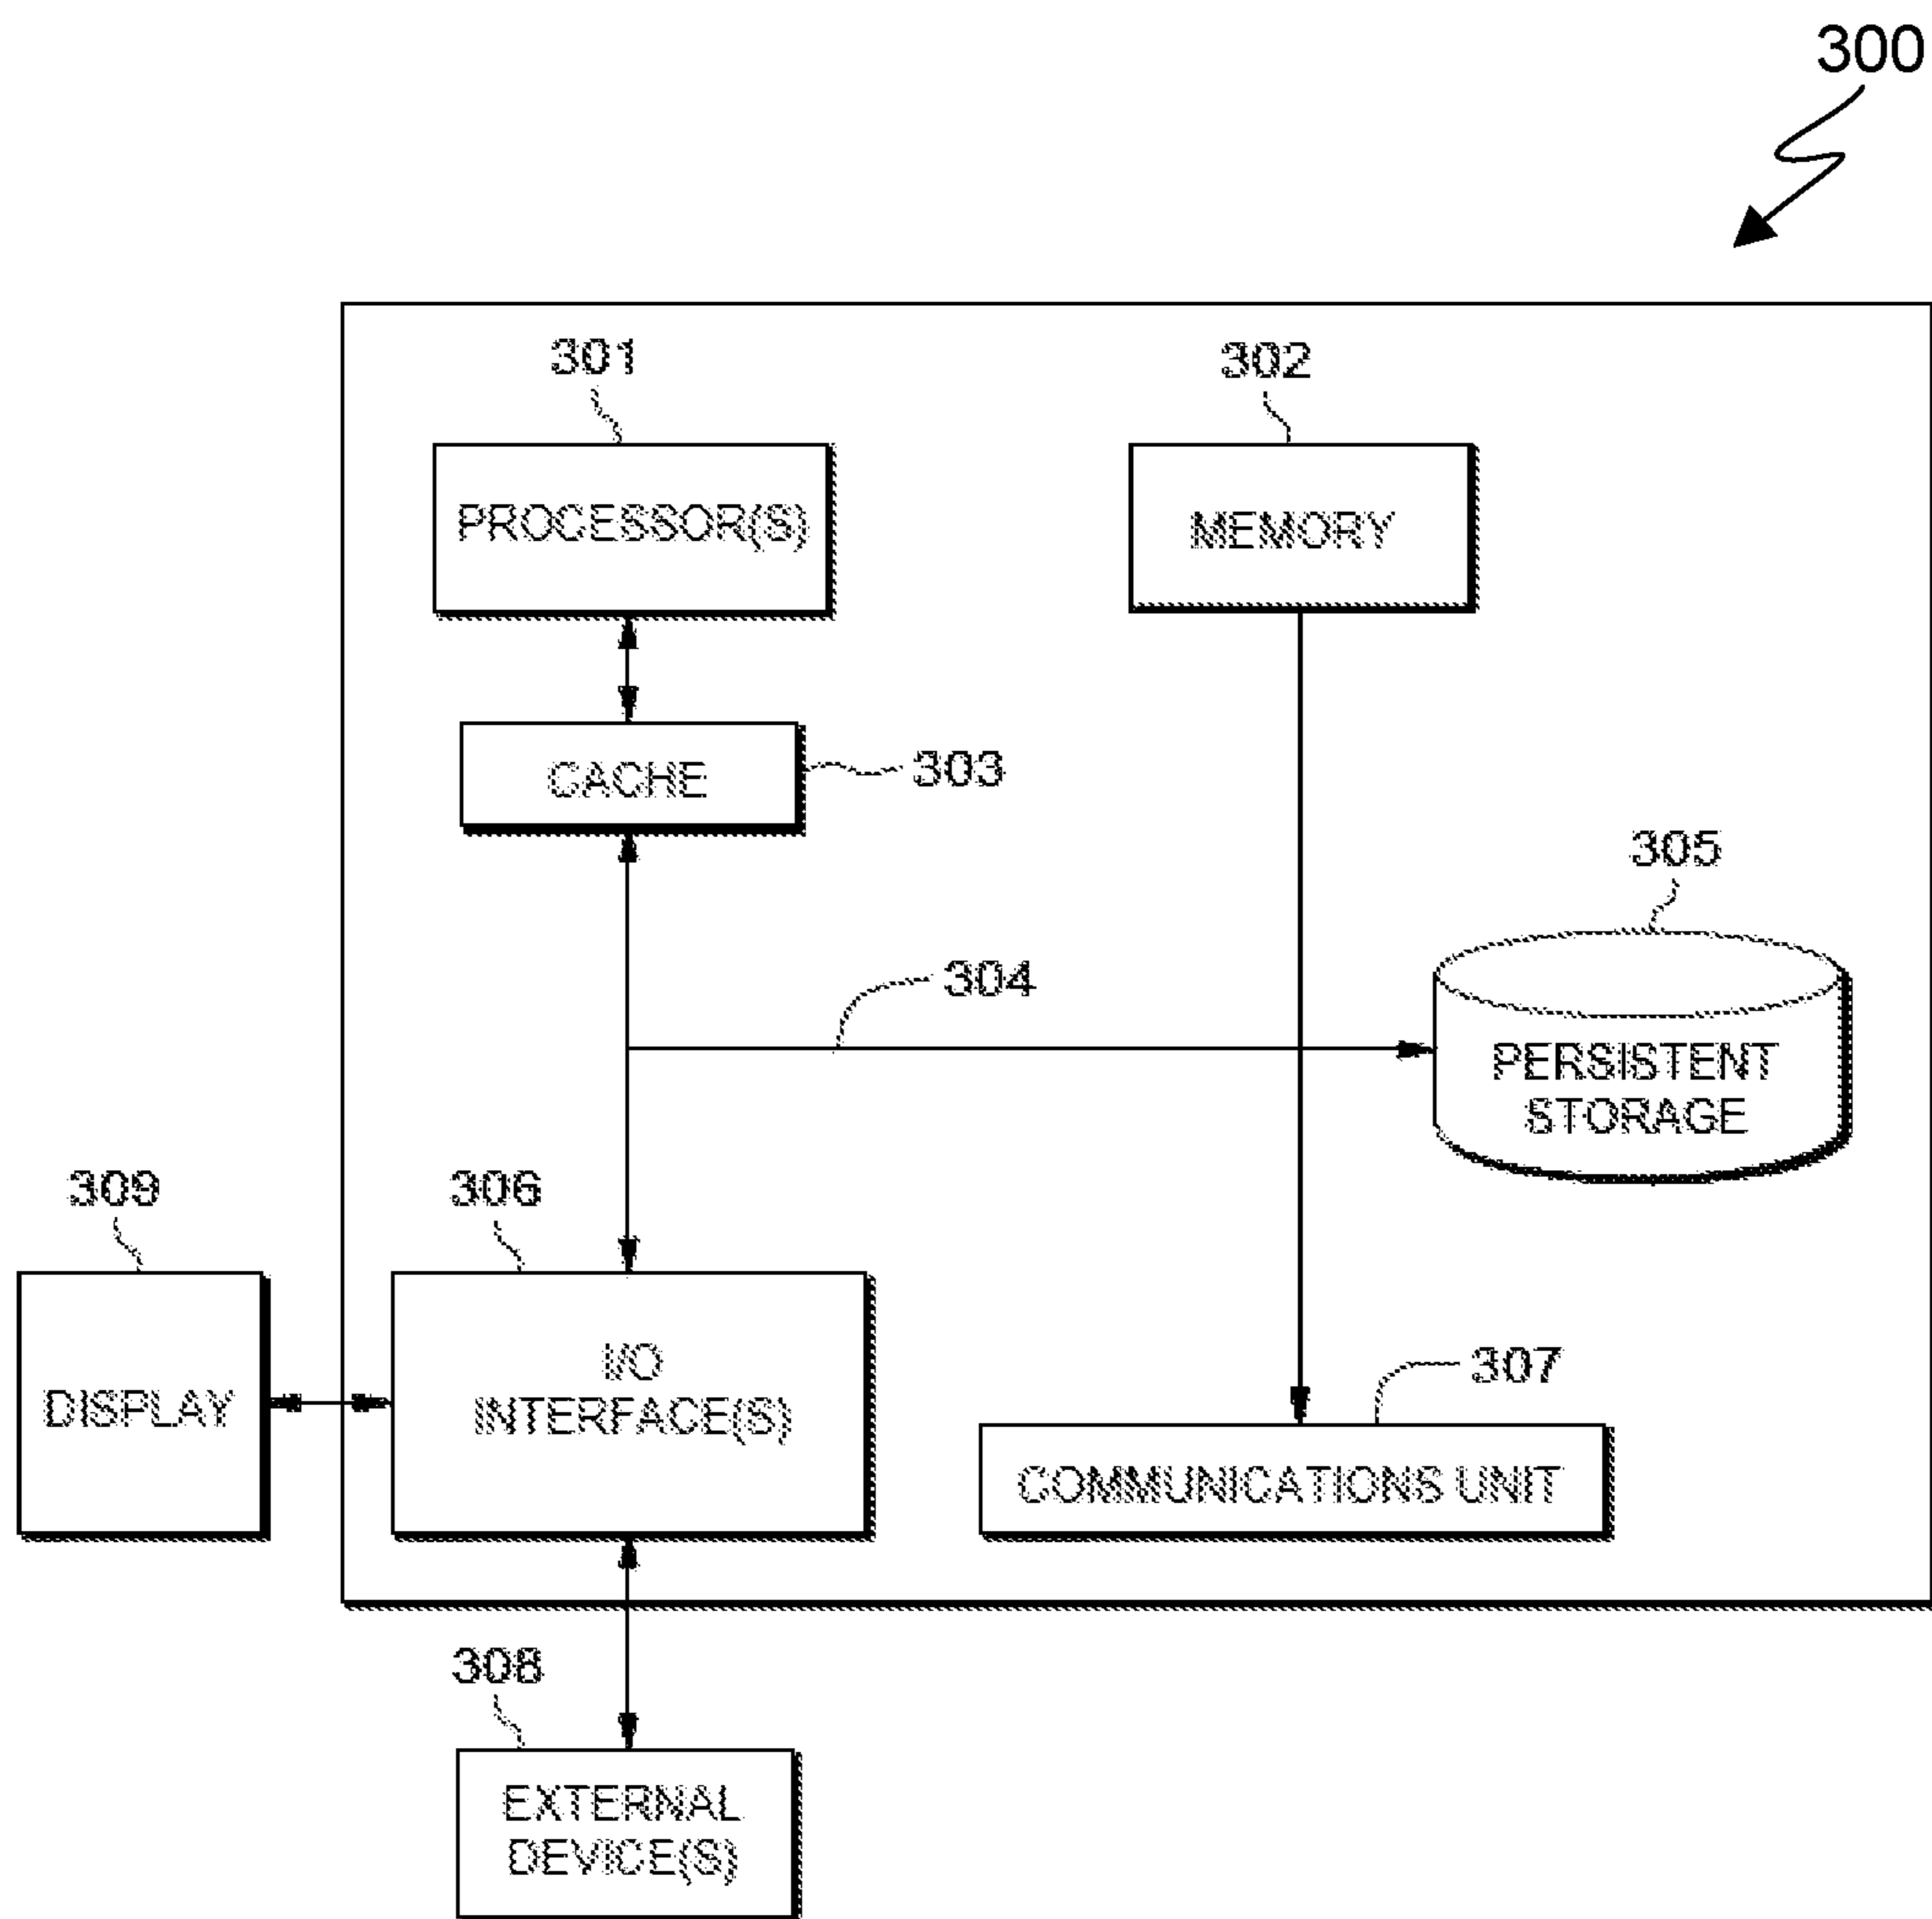 300
301
302
PROCESSOR(S)
MEMORY
CACHE
303
305
304
PERSISTENT
STORAGE
309
306
DISPLAY
I/O
INTERFACE(S)
307
COMMUNICATIONS UNIT
308
EXTERNAL
DEVICE(S)